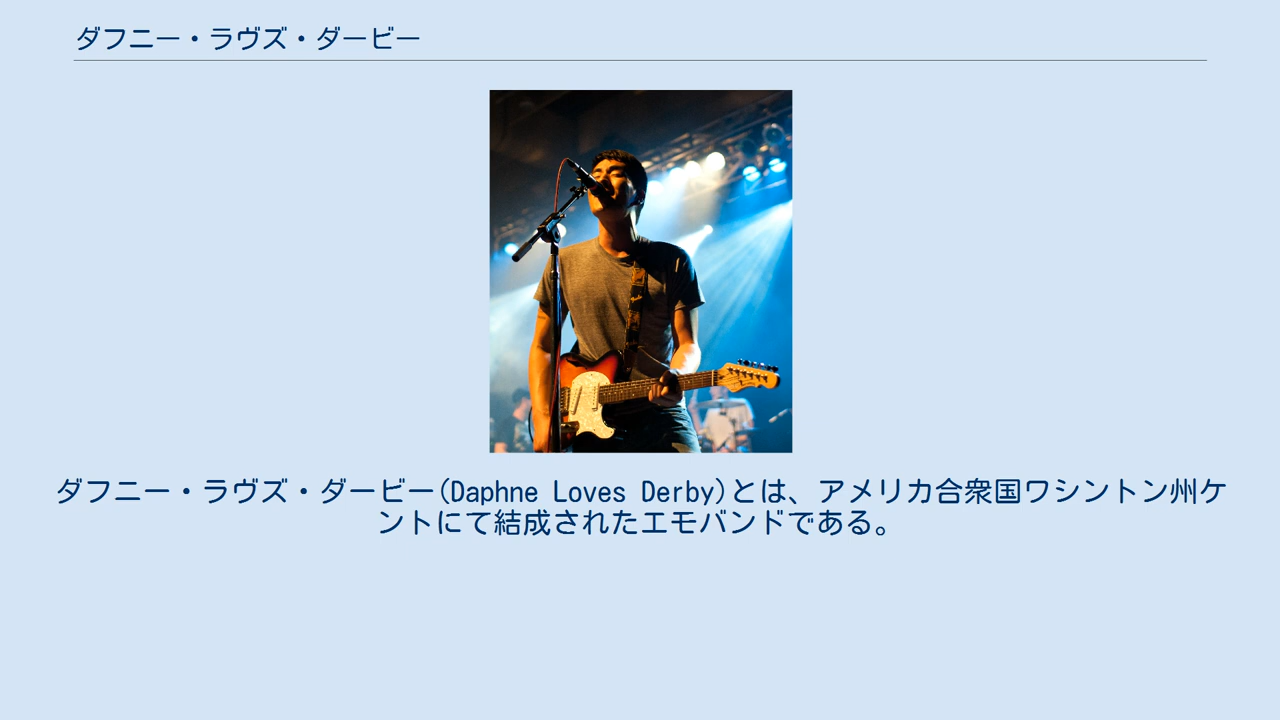 ダフニー・ラヴズ・ダービー
ダフニー・ラヴズ・ダービー(Daphne Loves Derby)とは、アメリカ合衆国ワシントン州ケ
ントにて結成されたエモバンドである。